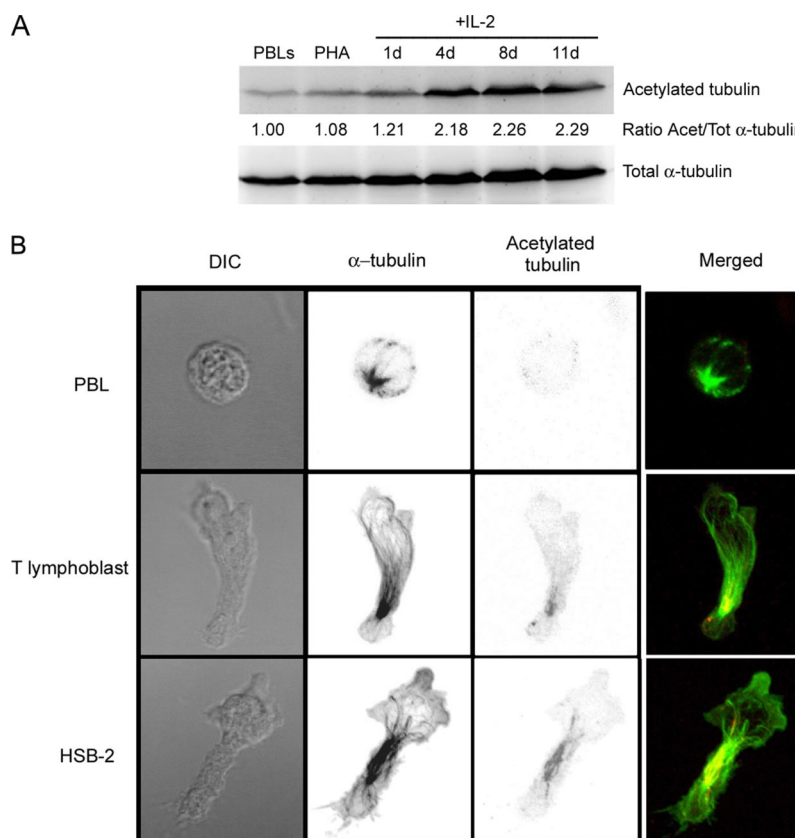 A
+IL-2
PBLs PHA 1d 4d 8d 11d
Acetylated tubulin
1.00 1.08 1.21 2.18 2.26 2.29 Ratio Acet/Tot α-tubulin
Total α-tubulin
B
DIC α–tubulin Acetylated tubulin Merged
PBL
T lymphoblast
HSB-2